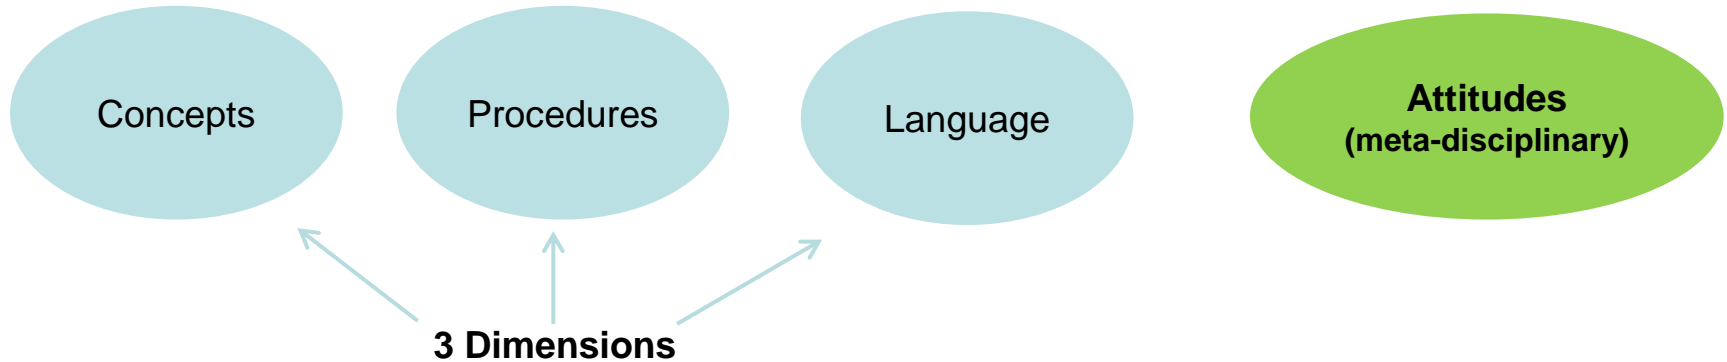 Concepts
Procedures
Language
Attitudes
(meta-disciplinary)
3 Dimensions